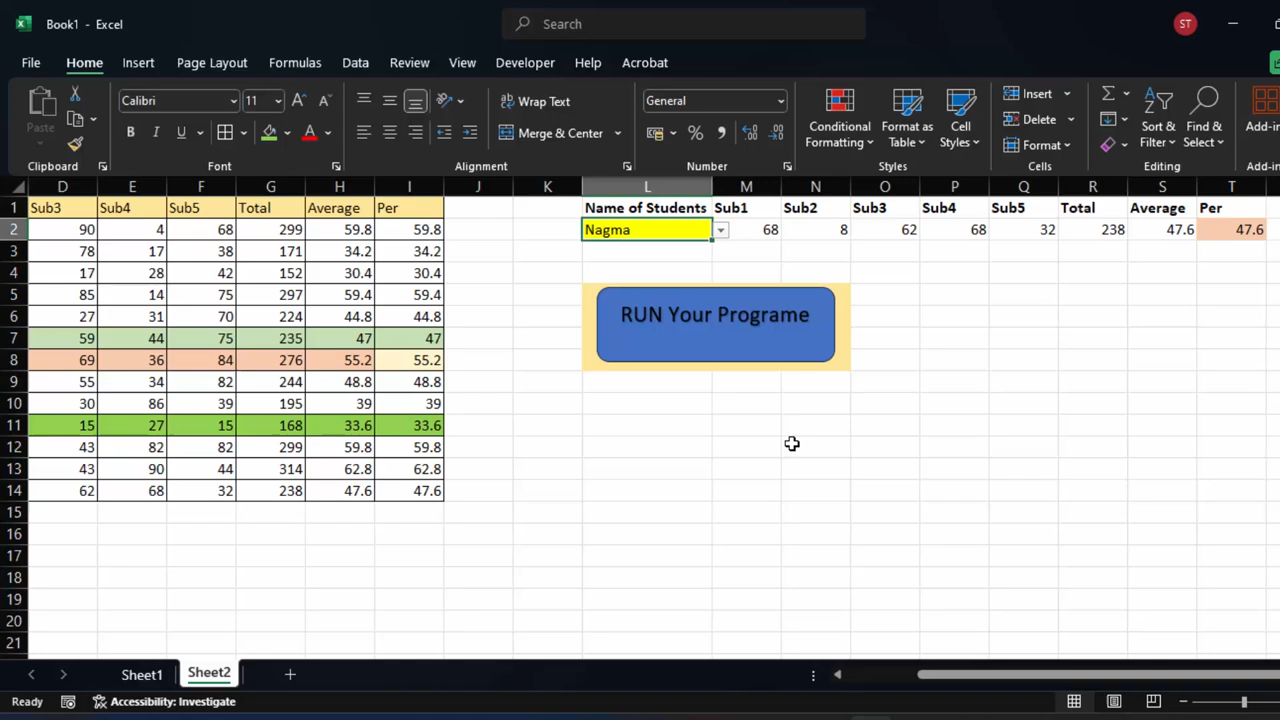 Book1 - Excel
Search
ST
File Home Insert Page Layout Formulas Data Review View Developer Help Acrobat
Paste
Calibri 11
B I U A
Wrap Text
Merge & Center
General
Conditional Formatting
Format as Table
Cell Styles
Insert
Delete
Format
Sort & Filter
Find & Select
Add-in
Clipboard Font Alignment Number Styles Cells Editing Add-in
D E F G H I J K L M N O P Q R S T
1 Sub3 Sub4 Sub5 Total Average Per Name of Students Sub1 Sub2 Sub3 Sub4 Sub5 Total Average Per
2 90 4 68 299 59.8 59.8 Nagma 68 8 62 68 32 238 47.6 47.6
3 78 17 38 171 34.2 34.2
4 17 28 42 152 30.4 30.4
5 85 14 75 297 59.4 59.4
6 27 31 70 224 44.8 44.8
RUN Your Programe
7 59 44 75 235 47 47
8 69 36 84 276 55.2 55.2
9 55 34 82 244 48.8 48.8
10 30 86 39 195 39 39
11 15 27 15 168 33.6 33.6
12 43 82 82 299 59.8 59.8
13 43 90 44 314 62.8 62.8
14 62 68 32 238 47.6 47.6
15
16
17
18
19
20
21
Sheet1 Sheet2
Ready Accessibility: Investigate